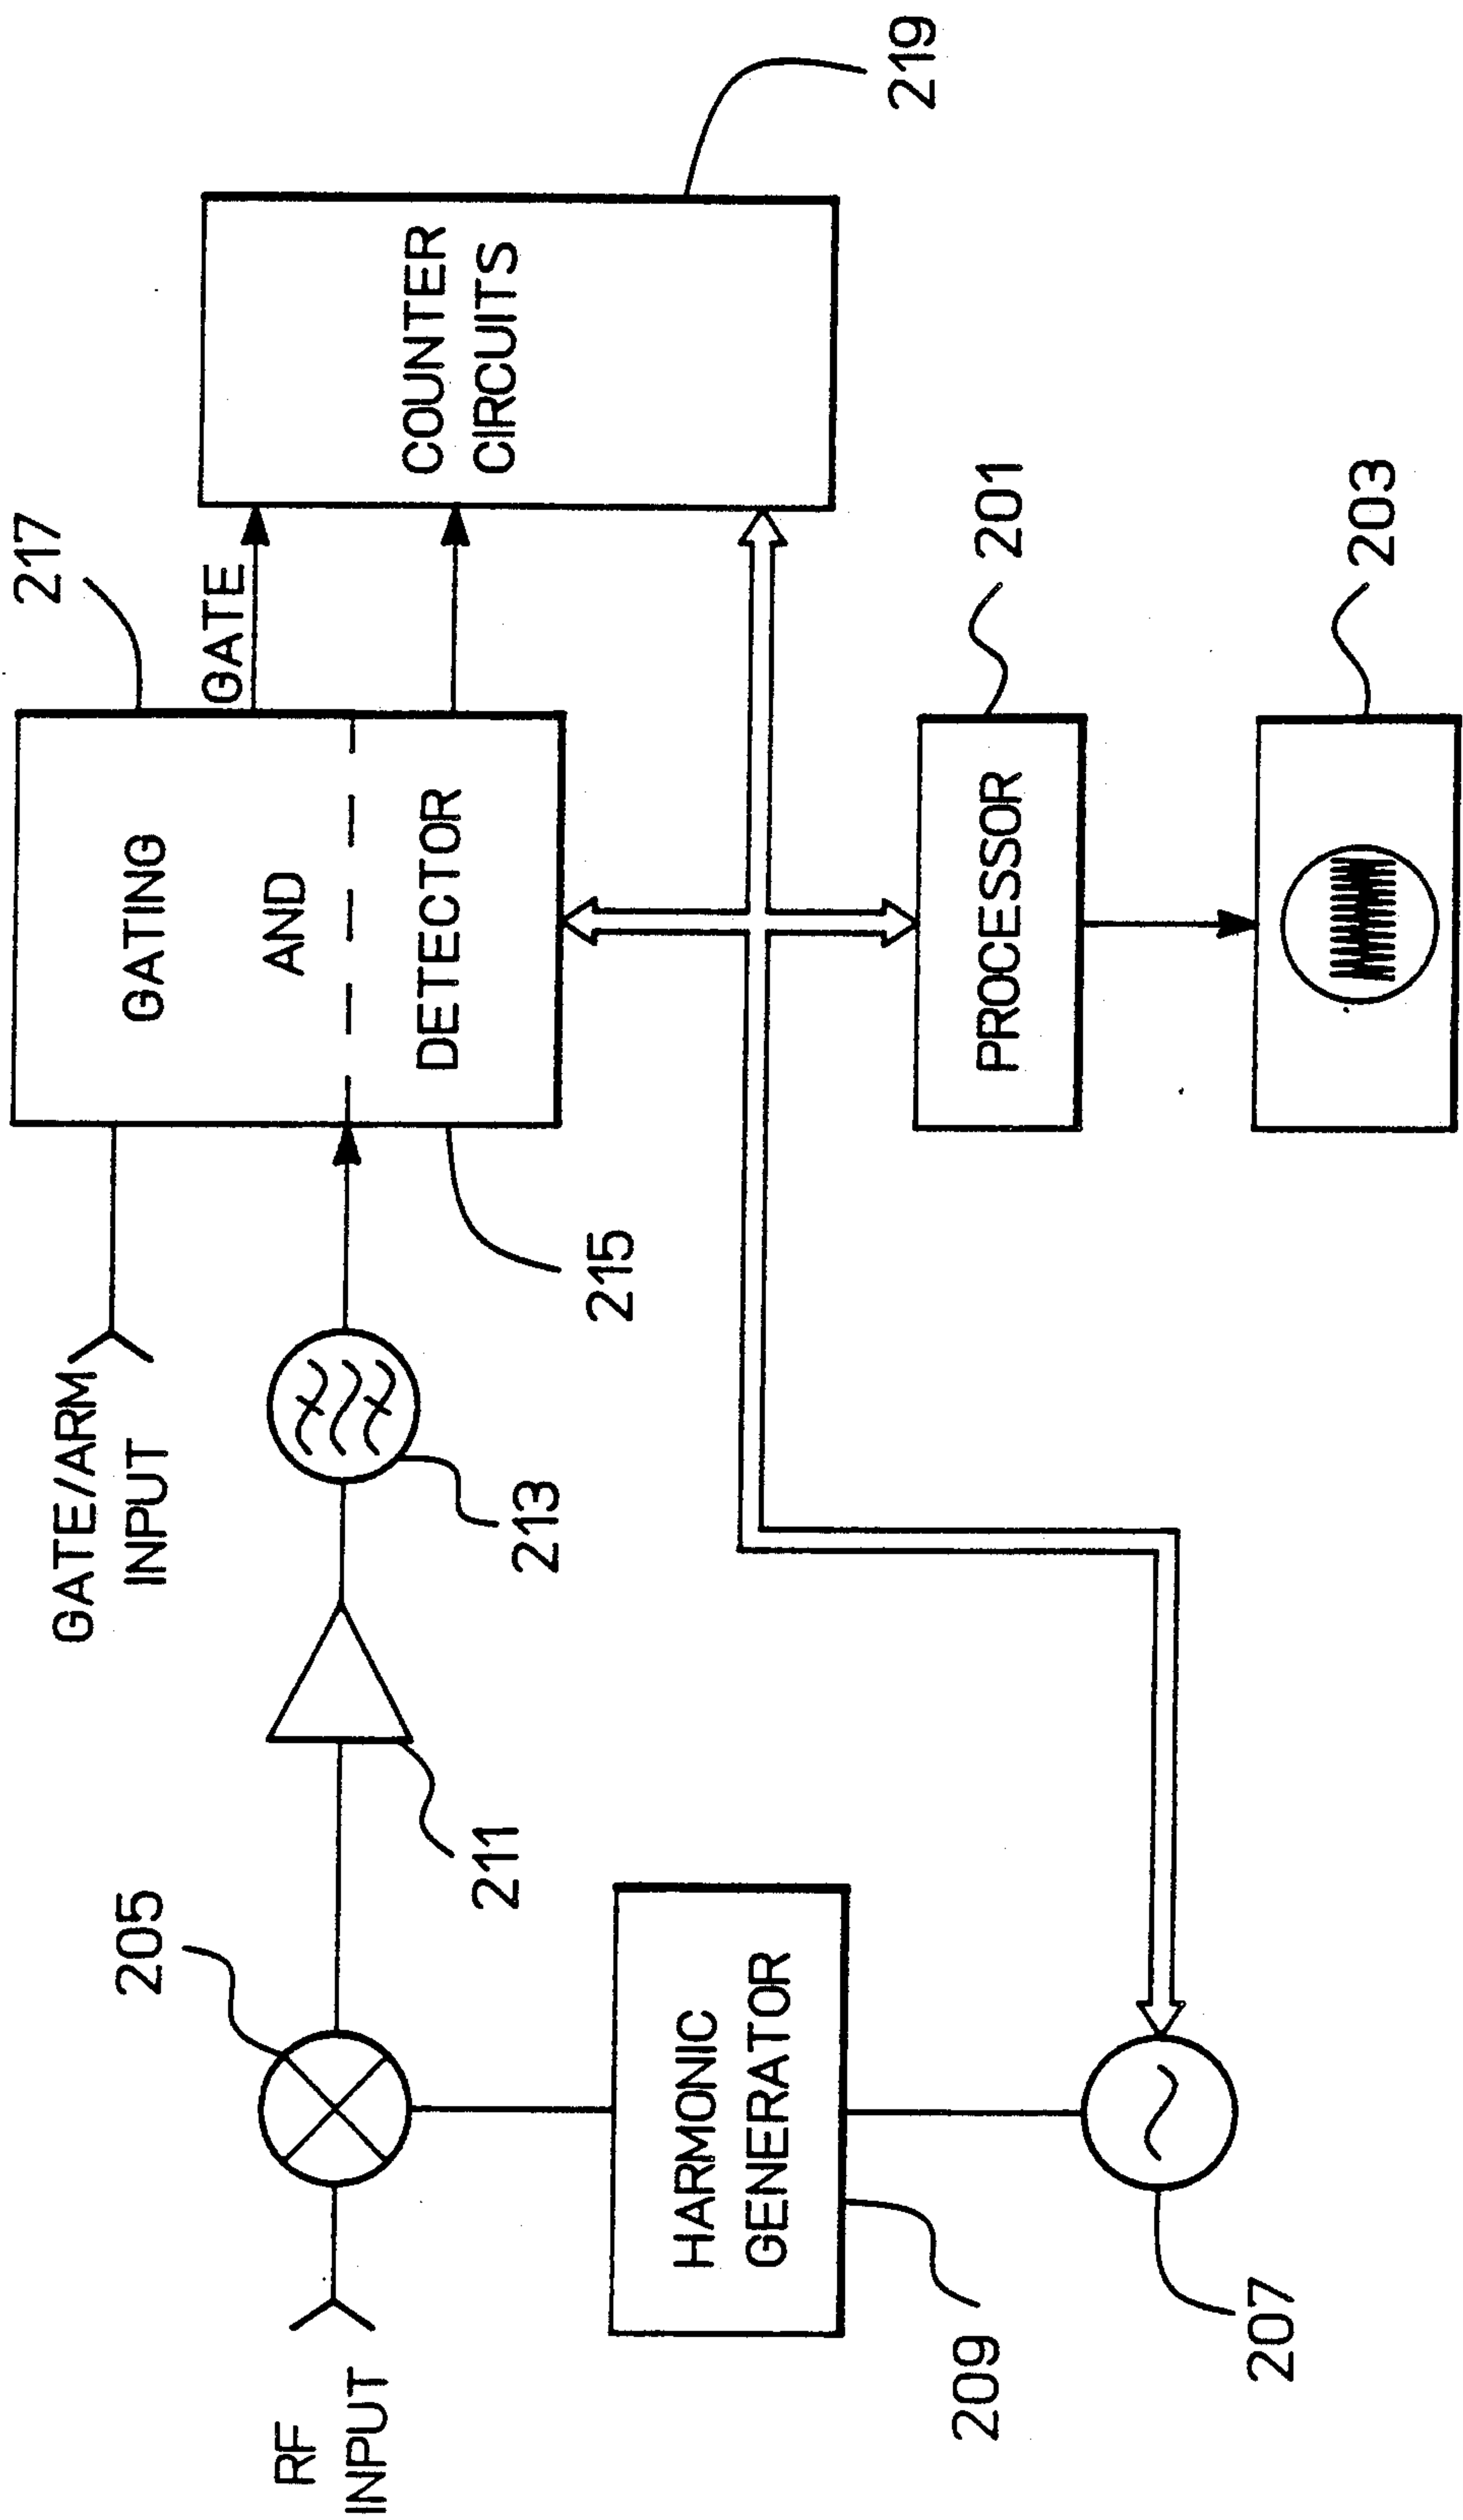 GATE/ARM
INPUT
217
GATING
AND
DETECTOR
GATE
COUNTER
CIRCUITS
219
205
RF
INPUT
211
213
215
HARMONIC
GENERATOR
209
207
PROCESSOR
201
203